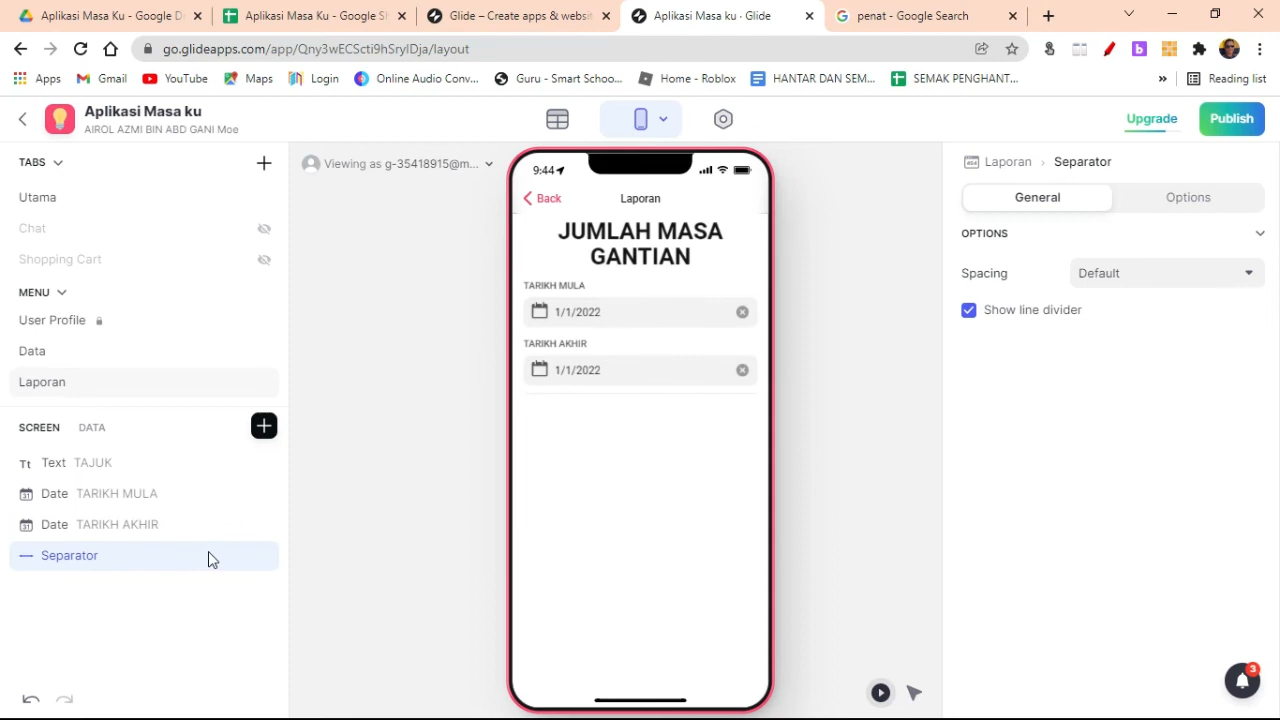 Aplikasi Masa Ku - Google D
Aplikasi Masa Ku - Google Sh
Glide – Create apps & websit
Aplikasi Masa ku · Glide
penat - Google Search
go.glideapps.com/app/Qny3wECScti9hSrylDja/layout
Apps
Gmail
YouTube
Maps
Login
Online Audio Conv...
Guru - Smart Schoo...
Home - Roblox
HANTAR DAN SEM...
SEMAK PENGHANT...
»
Reading list
Aplikasi Masa ku
AIROL AZMI BIN ABD GANI Moe
Upgrade
Publish
TABS
Utama
Chat
Shopping Cart
MENU
User Profile
Data
Laporan
SCREEN
DATA
Tt Text TAJUK
31 Date TARIKH MULA
31 Date TARIKH AKHIR
Separator
Viewing as g-35418915@m...
9:44
Back
Laporan
JUMLAH MASA
GANTIAN
TARIKH MULA
1/1/2022
TARIKH AKHIR
1/1/2022
Laporan › Separator
General
Options
OPTIONS
Spacing
Default
Show line divider
3